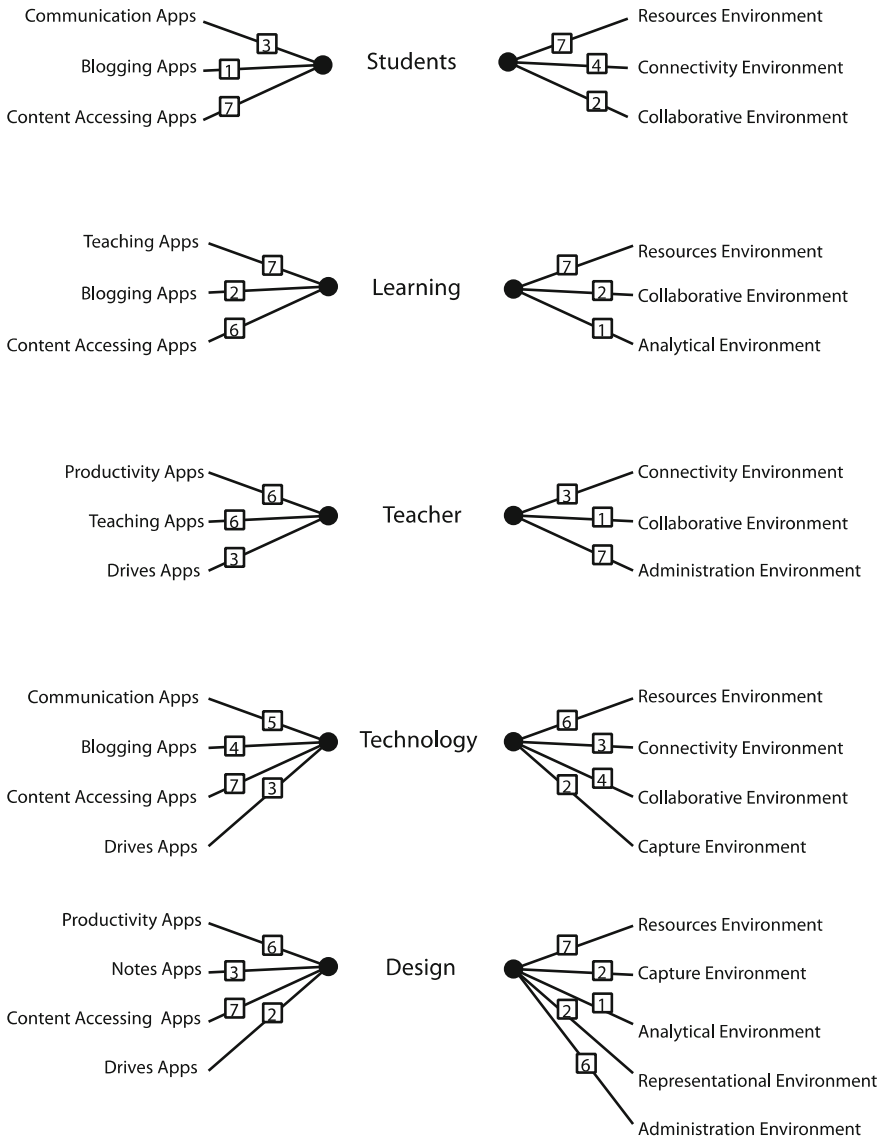 Communication Apps 3 Students 7 Resources Environment
Blogging Apps 1 4 Connectivity Environment
Content Accessing Apps 7 2 Collaborative Environment
Teaching Apps 7 Learning 7 Resources Environment
Blogging Apps 2 2 Collaborative Environment
Content Accessing Apps 6 1 Analytical Environment
Productivity Apps 6 Teacher 3 Connectivity Environment
Teaching Apps 6 1 Collaborative Environment
Drives Apps 3 7 Administration Environment
Communication Apps 5 Technology 6 Resources Environment
Blogging Apps 4 3 Connectivity Environment
Content Accessing Apps 7 4 Collaborative Environment
Drives Apps 3 2 Capture Environment
Productivity Apps 6 Design 7 Resources Environment
Notes Apps 3 2 Capture Environment
Content Accessing Apps 7 1 Analytical Environment
Drives Apps 2 2 Representational Environment
6 Administration Environment